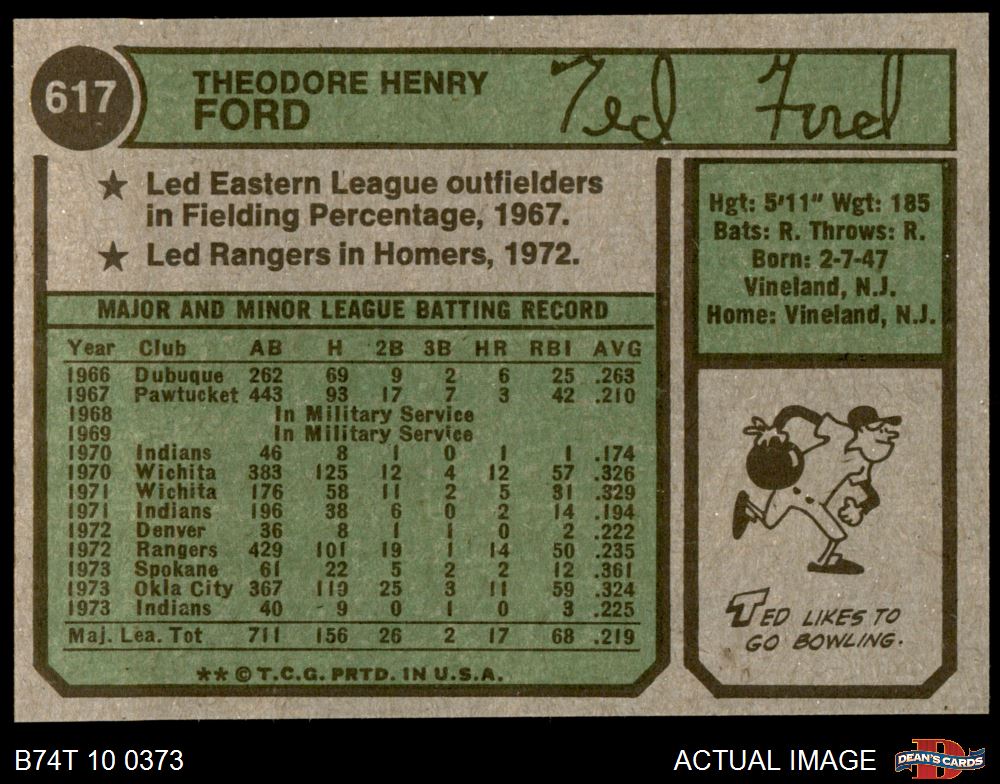 617
THEODORE HENRY
FORD
Ted Ford
★ Led Eastern League outfielders
in Fielding Percentage, 1967.
★ Led Rangers in Homers, 1972.
MAJOR AND MINOR LEAGUE BATTING RECORD
Year Club AB H 2B 3B HR RBI AVG
1966 Dubuque 262 69 9 2 6 25 .263
1967 Pawtucket 443 93 17 7 3 42 .210
1968 In Military Service
1969 In Military Service
1970 Indians 46 8 1 0 1 1 .174
1970 Wichita 383 125 12 4 12 57 .326
1971 Wichita 176 58 11 2 5 31 .329
1971 Indians 196 38 6 0 2 14 .194
1972 Denver 36 8 1 1 0 2 .222
1972 Rangers 429 101 19 1 14 50 .235
1973 Spokane 61 22 5 2 2 12 .361
1973 Okla City 367 119 25 3 11 59 .324
1973 Indians 40 9 0 1 0 3 .225
Maj. Lea. Tot 711 156 26 2 17 68 .219
** © T.C.G. PRTD. IN U.S.A.
Hgt: 5'11" Wgt: 185
Bats: R. Throws: R.
Born: 2-7-47
Vineland, N.J.
Home: Vineland, N.J.
TED LIKES TO
GO BOWLING.
B74T 10 0373
ACTUAL IMAGE
D
DEAN'S CARDS